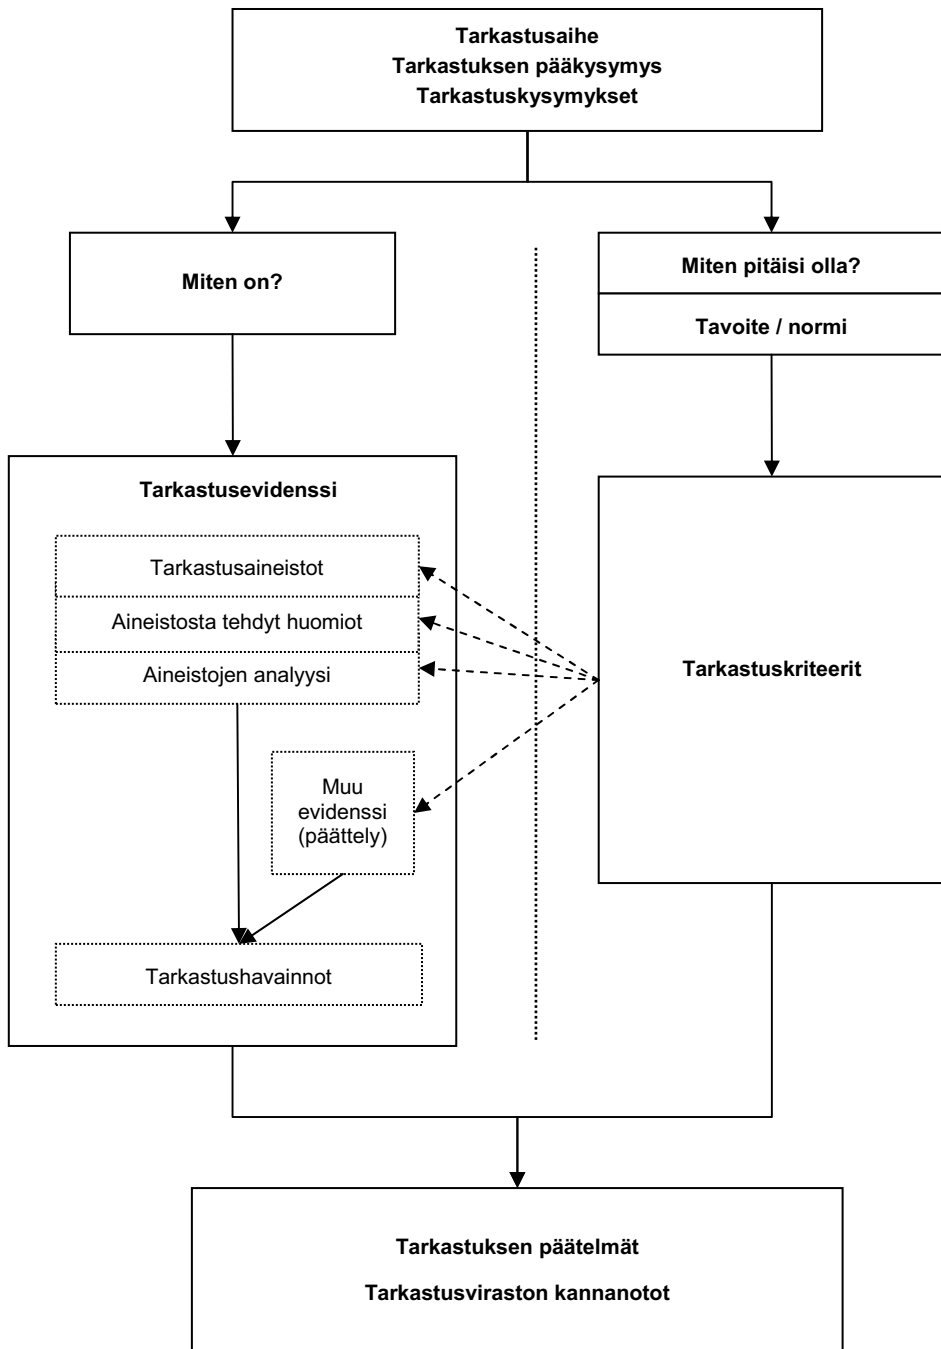 Tarkastusaihe
Tarkastuksen pääkysymys
Tarkastuskysymykset
Miten on?
Miten pitäisi olla?
Tavoite / normi
Tarkastusevidenssi
Tarkastusaineistot
Aineistosta tehdyt huomiot
Aineistojen analyysi
Tarkastuskriteerit
Muu
evidenssi
(päättely)
Tarkastushavainnot
Tarkastuksen päätelmät
Tarkastusviraston kannanotot